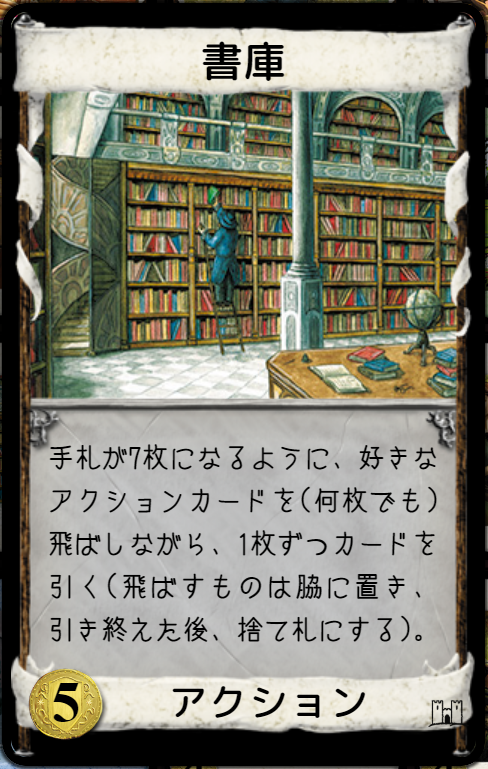 書庫
手札が7枚になるように、好きな
アクションカードを(何枚でも)
飛ばしながら、1枚ずつカードを
引く(飛ばすものは脇に置き、
引き終えた後、捨て札にする)。
5
アクション